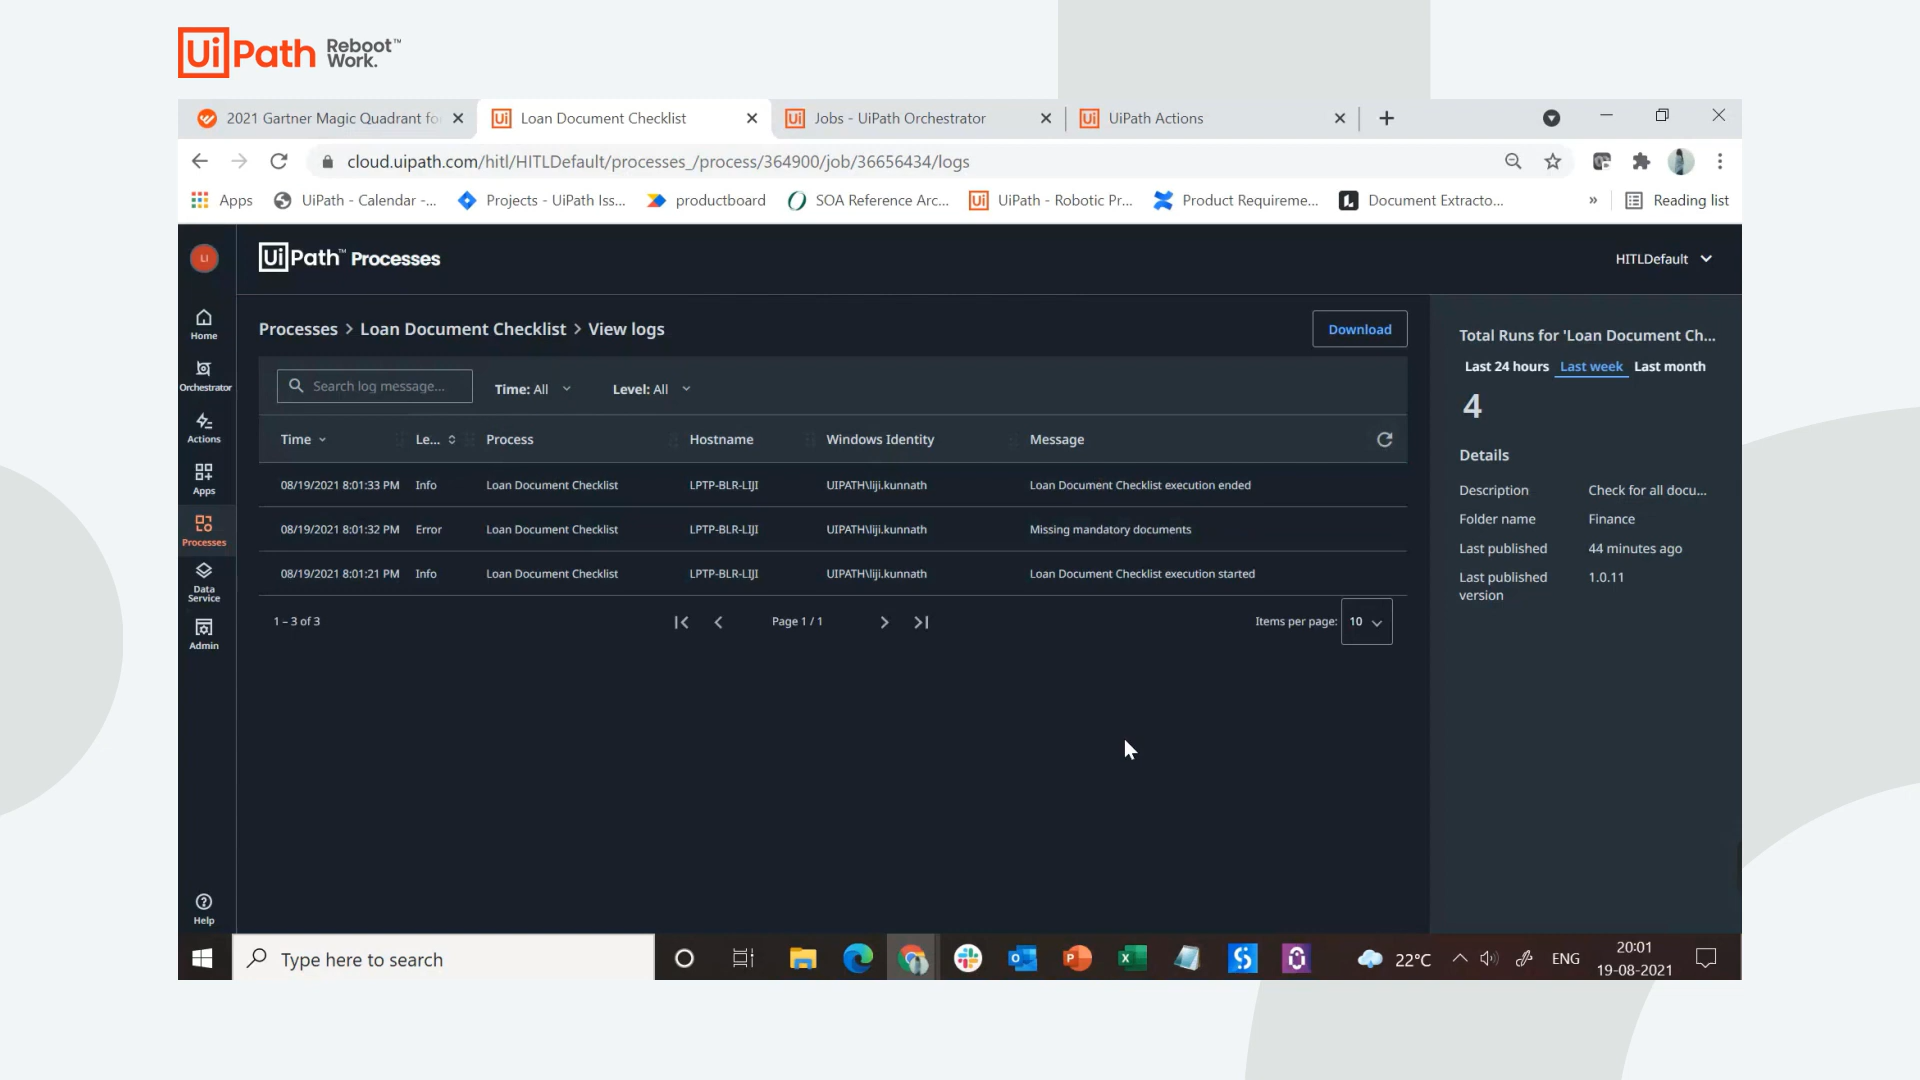 UiPath Reboot Work.™
2021 Gartner Magic Quadrant fo
Loan Document Checklist
Jobs - UiPath Orchestrator
UiPath Actions
cloud.uipath.com/hitl/HITLDefault/processes_/process/364900/job/36656434/logs
Apps
UiPath - Calendar -...
Projects - UiPath Iss...
productboard
SOA Reference Arc...
UiPath - Robotic Pr...
Product Requireme...
Document Extracto...
»
Reading list
LI
UiPath™ Processes
HITLDefault
Home
Orchestrator
Actions
Apps
Processes
Data Service
Admin
Help
Processes > Loan Document Checklist > View logs
Download
Search log message...
Time: All
Level: All
Time Le... Process Hostname Windows Identity Message
08/19/2021 8:01:33 PM Info Loan Document Checklist LPTP-BLR-LIJI UIPATH\liji.kunnath Loan Document Checklist execution ended
08/19/2021 8:01:32 PM Error Loan Document Checklist LPTP-BLR-LIJI UIPATH\liji.kunnath Missing mandatory documents
08/19/2021 8:01:21 PM Info Loan Document Checklist LPTP-BLR-LIJI UIPATH\liji.kunnath Loan Document Checklist execution started
1 – 3 of 3
Page 1 / 1
Items per page: 10
Total Runs for 'Loan Document Ch...
Last 24 hours Last week Last month
4
Details
Description Check for all docu...
Folder name Finance
Last published 44 minutes ago
Last published version 1.0.11
Type here to search
22°C
ENG
20:01
19-08-2021